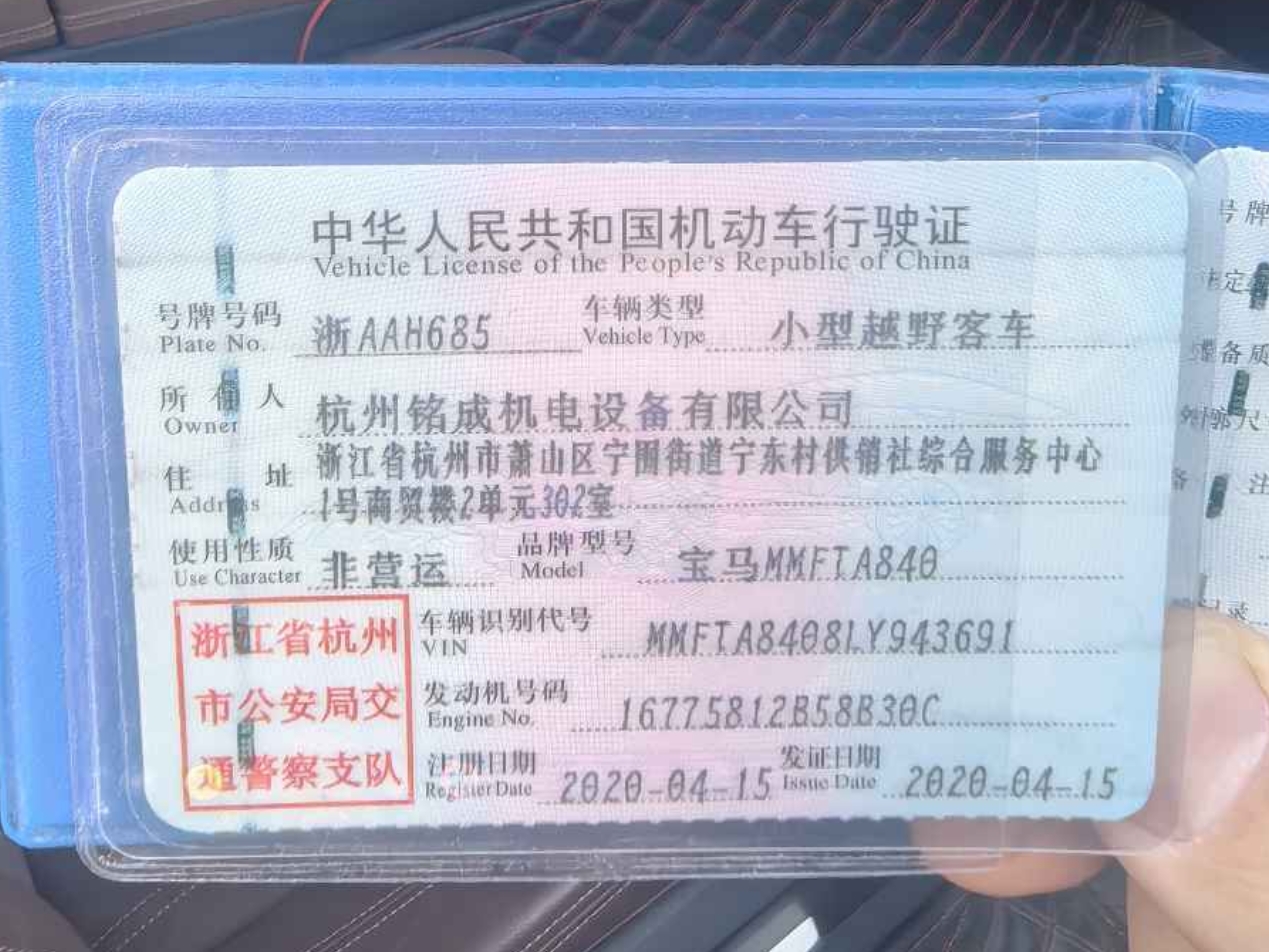 中华人民共和国机动车行驶证
Vehicle License of the People's Republic of China
号牌号码 浙AAH685 车辆类型 小型越野客车
Plate No. Vehicle Type
所有人 杭州铭成机电设备有限公司
Owner
浙江省杭州市萧山区宁围街道宁东村供销社综合服务中心
住址 1号商贸楼2单元302室
Address
使用性质 非营运 品牌型号 宝马MMFTA840
Use Character Model
车辆识别代号 MMFTA8408LY943691
VIN
发动机号码 16775812B58B30C
Engine No.
注册日期 2020-04-15 发证日期 2020-04-15
Register Date Issue Date
浙江省杭州
市公安局交
通警察支队
号牌